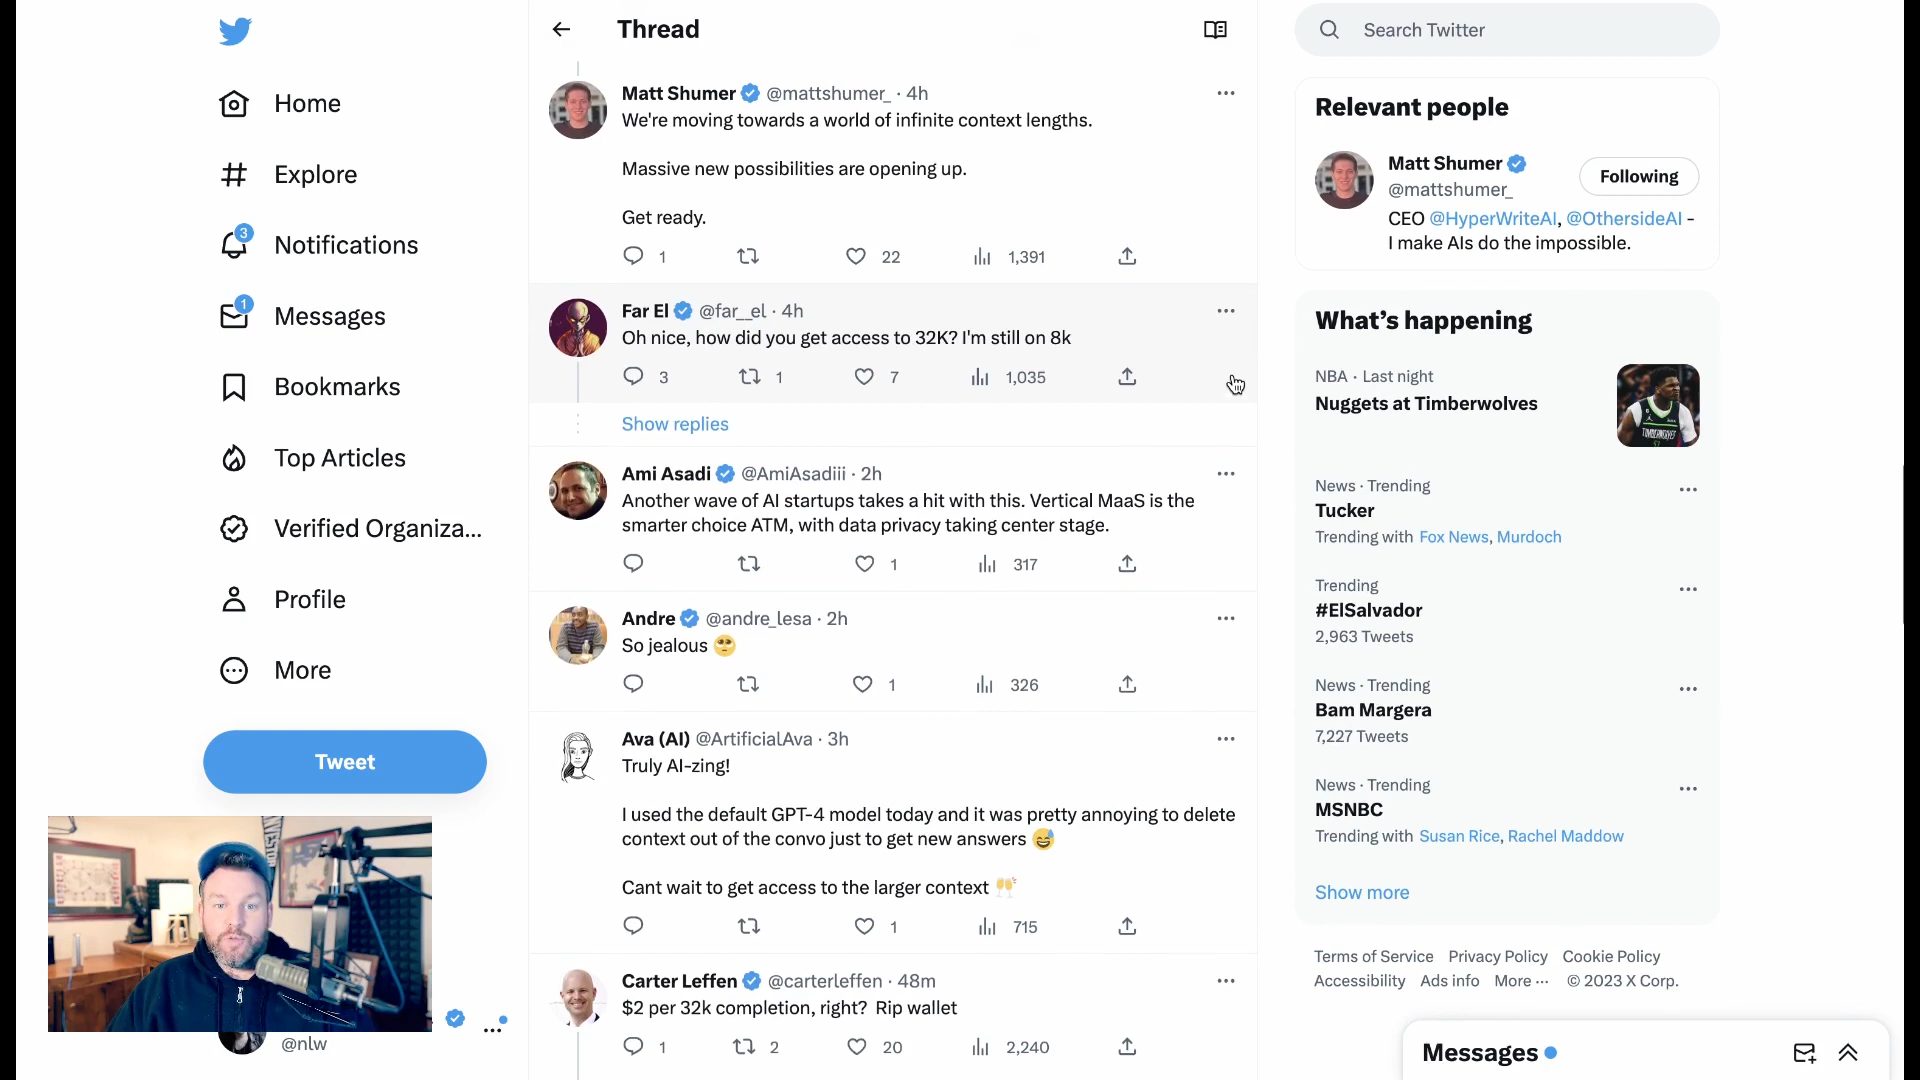 Home
Explore
3
Notifications
1
Messages
Bookmarks
Top Articles
Verified Organiza...
Profile
More
Tweet
@nlw
Thread
Matt Shumer @mattshumer_ · 4h
We're moving towards a world of infinite context lengths.
Massive new possibilities are opening up.
Get ready.
1 22 1,391
Far El @far__el · 4h
Oh nice, how did you get access to 32K? I'm still on 8k
3 1 7 1,035
Show replies
Ami Asadi @AmiAsadiii · 2h
Another wave of AI startups takes a hit with this. Vertical MaaS is the
smarter choice ATM, with data privacy taking center stage.
1 317
Andre @andre_lesa · 2h
So jealous 🥹
1 326
Ava (AI) @ArtificialAva · 3h
Truly AI-zing!
I used the default GPT-4 model today and it was pretty annoying to delete
context out of the convo just to get new answers 😅
Cant wait to get access to the larger context 🥂
1 715
Carter Leffen @carterleffen · 48m
$2 per 32k completion, right? Rip wallet
1 2 20 2,240
Search Twitter
Relevant people
Matt Shumer
@mattshumer_
Following
CEO @HyperWriteAI, @OthersideAI -
I make AIs do the impossible.
What's happening
NBA · Last night
Nuggets at Timberwolves
News · Trending
Tucker
Trending with Fox News, Murdoch
Trending
#ElSalvador
2,963 Tweets
News · Trending
Bam Margera
7,227 Tweets
News · Trending
MSNBC
Trending with Susan Rice, Rachel Maddow
Show more
Terms of Service Privacy Policy Cookie Policy
Accessibility Ads info More ··· © 2023 X Corp.
Messages